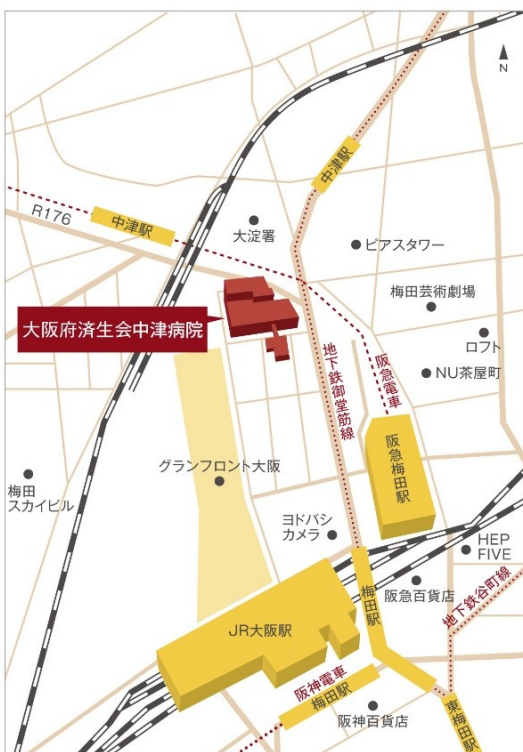 N
中津駅
R176
中津駅
大淀署
ピアスタワー
梅田芸術劇場
大阪府済生会中津病院
ロフト
地下鉄御堂筋線
阪急電車
NU茶屋町
阪急梅田駅
グランフロント大阪
梅田
スカイビル
ヨドバシ
カメラ
HEP
FIVE
梅田駅
阪急百貨店
地下鉄谷町線
JR大阪駅
阪神電車
梅田駅
阪神百貨店
東梅田駅